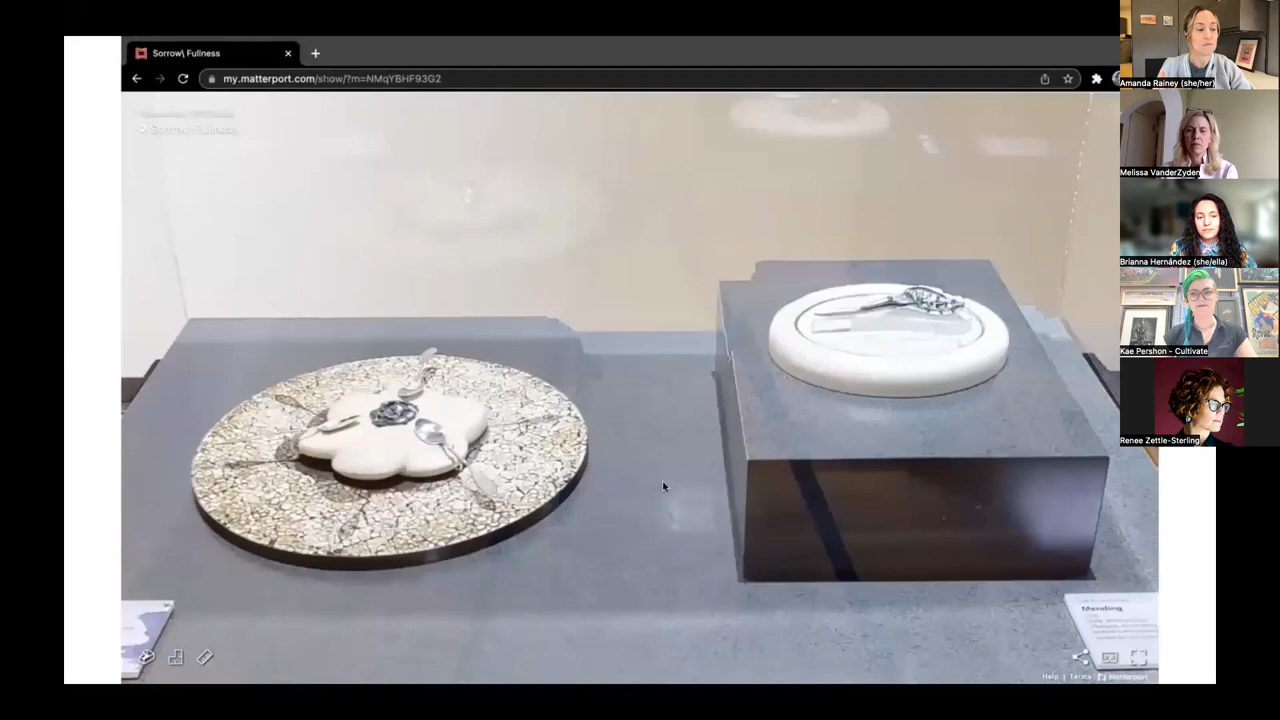 Sorrow\ Fullness
my.matterport.com/show/?m=NMqYBHF93G2
Sorrow\ Fullness
Mending
Help | Terms
Matterport
Amanda Rainey (she/her)
Melissa VanderZyden
Brianna Hernández (she/ella)
Kae Pershon - Cultivate
Renee Zettle-Sterling